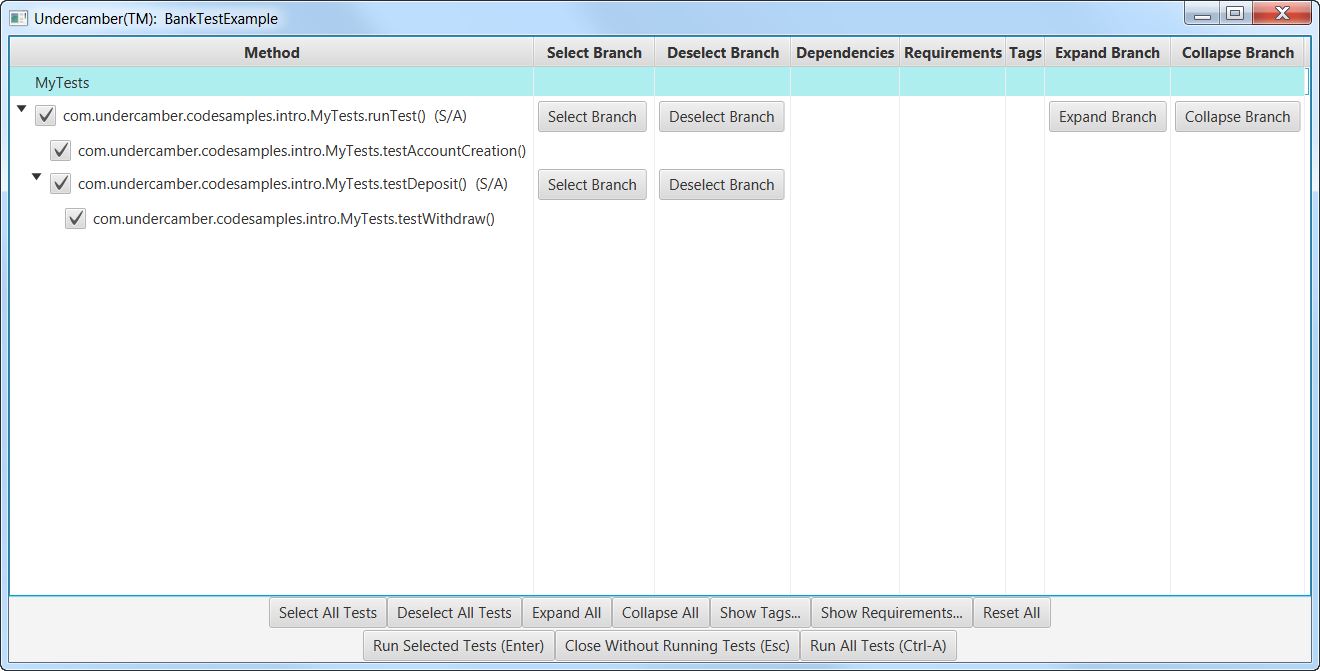 Undercamber(TM):  BankTestExample
Method Select Branch Deselect Branch Dependencies Requirements Tags Expand Branch Collapse Branch
MyTests
com.undercamber.codesamples.intro.MyTests.runTest()  (S/A) Select Branch Deselect Branch Expand Branch Collapse Branch
com.undercamber.codesamples.intro.MyTests.testAccountCreation()
com.undercamber.codesamples.intro.MyTests.testDeposit()  (S/A) Select Branch Deselect Branch
com.undercamber.codesamples.intro.MyTests.testWithdraw()
Select All Tests Deselect All Tests Expand All Collapse All Show Tags... Show Requirements... Reset All
Run Selected Tests (Enter) Close Without Running Tests (Esc) Run All Tests (Ctrl-A)